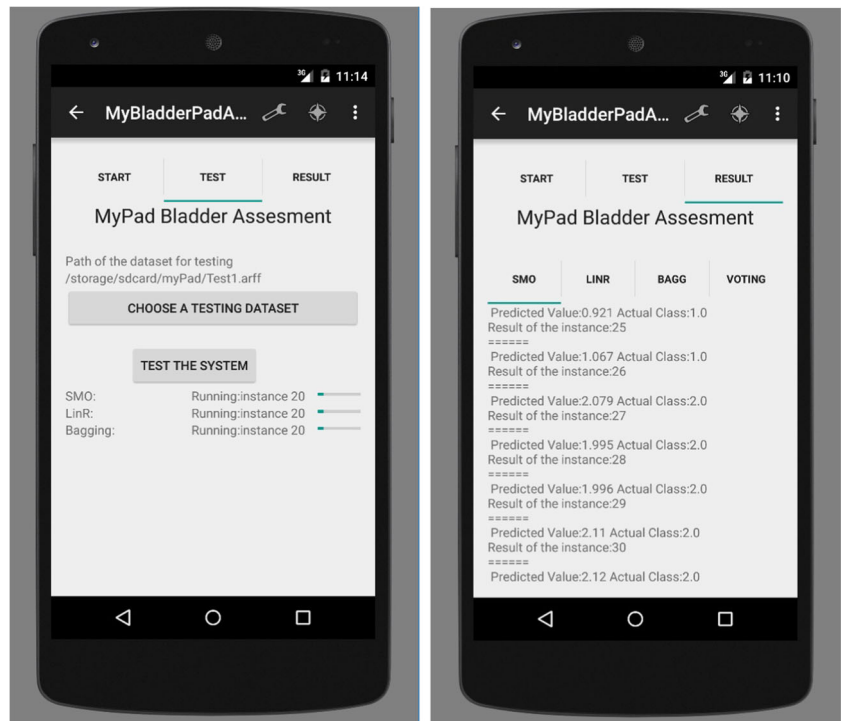 3G 11:14
MyBladderPadA...
START TEST RESULT
MyPad Bladder Assesment
Path of the dataset for testing
/storage/sdcard/myPad/Test1.arff
CHOOSE A TESTING DATASET
TEST THE SYSTEM
SMO: Running:instance 20
LinR: Running:instance 20
Bagging: Running:instance 20
3G 11:10
MyBladderPadA...
START TEST RESULT
MyPad Bladder Assesment
SMO LINR BAGG VOTING
Predicted Value:0.921 Actual Class:1.0
Result of the instance:25
======
Predicted Value:1.067 Actual Class:1.0
Result of the instance:26
======
Predicted Value:2.079 Actual Class:2.0
Result of the instance:27
======
Predicted Value:1.995 Actual Class:2.0
Result of the instance:28
======
Predicted Value:1.996 Actual Class:2.0
Result of the instance:29
======
Predicted Value:2.11 Actual Class:2.0
Result of the instance:30
======
Predicted Value:2.12 Actual Class:2.0